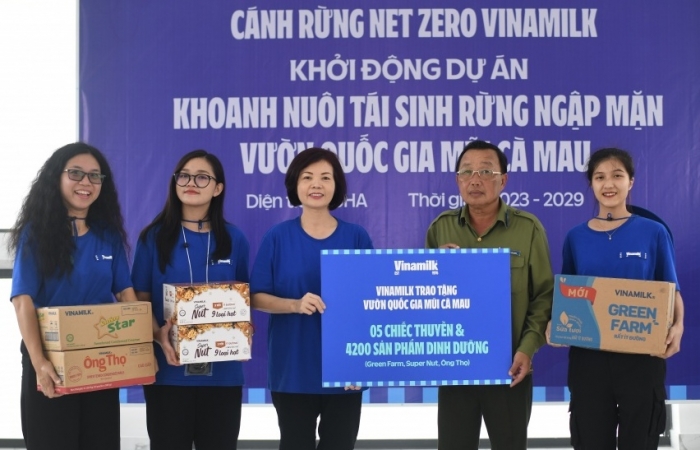 CÁNH RỪNG NET ZERO VINAMILK
KHỞI ĐỘNG DỰ ÁN
KHOANH NUÔI TÁI SINH RỪNG NGẬP MẶN
VƯỜN QUỐC GIA MŨI CÀ MAU
Diện HA Thời 2023 - 2029
Vinamilk
VINAMILK TRAO TẶNG
VƯỜN QUỐC GIA MŨI CÀ MAU
05 CHIẾC THUYỀN &
4200 SẢN PHẨM DINH DƯỠNG
(Green Farm, Super Nut, Ông Thọ)
VINAMILK
Star
Ông Thọ
Super
Nut 9 loại hạt
Nut 9 loại hạt
MỚI
VINAMILK
GREEN
FARM